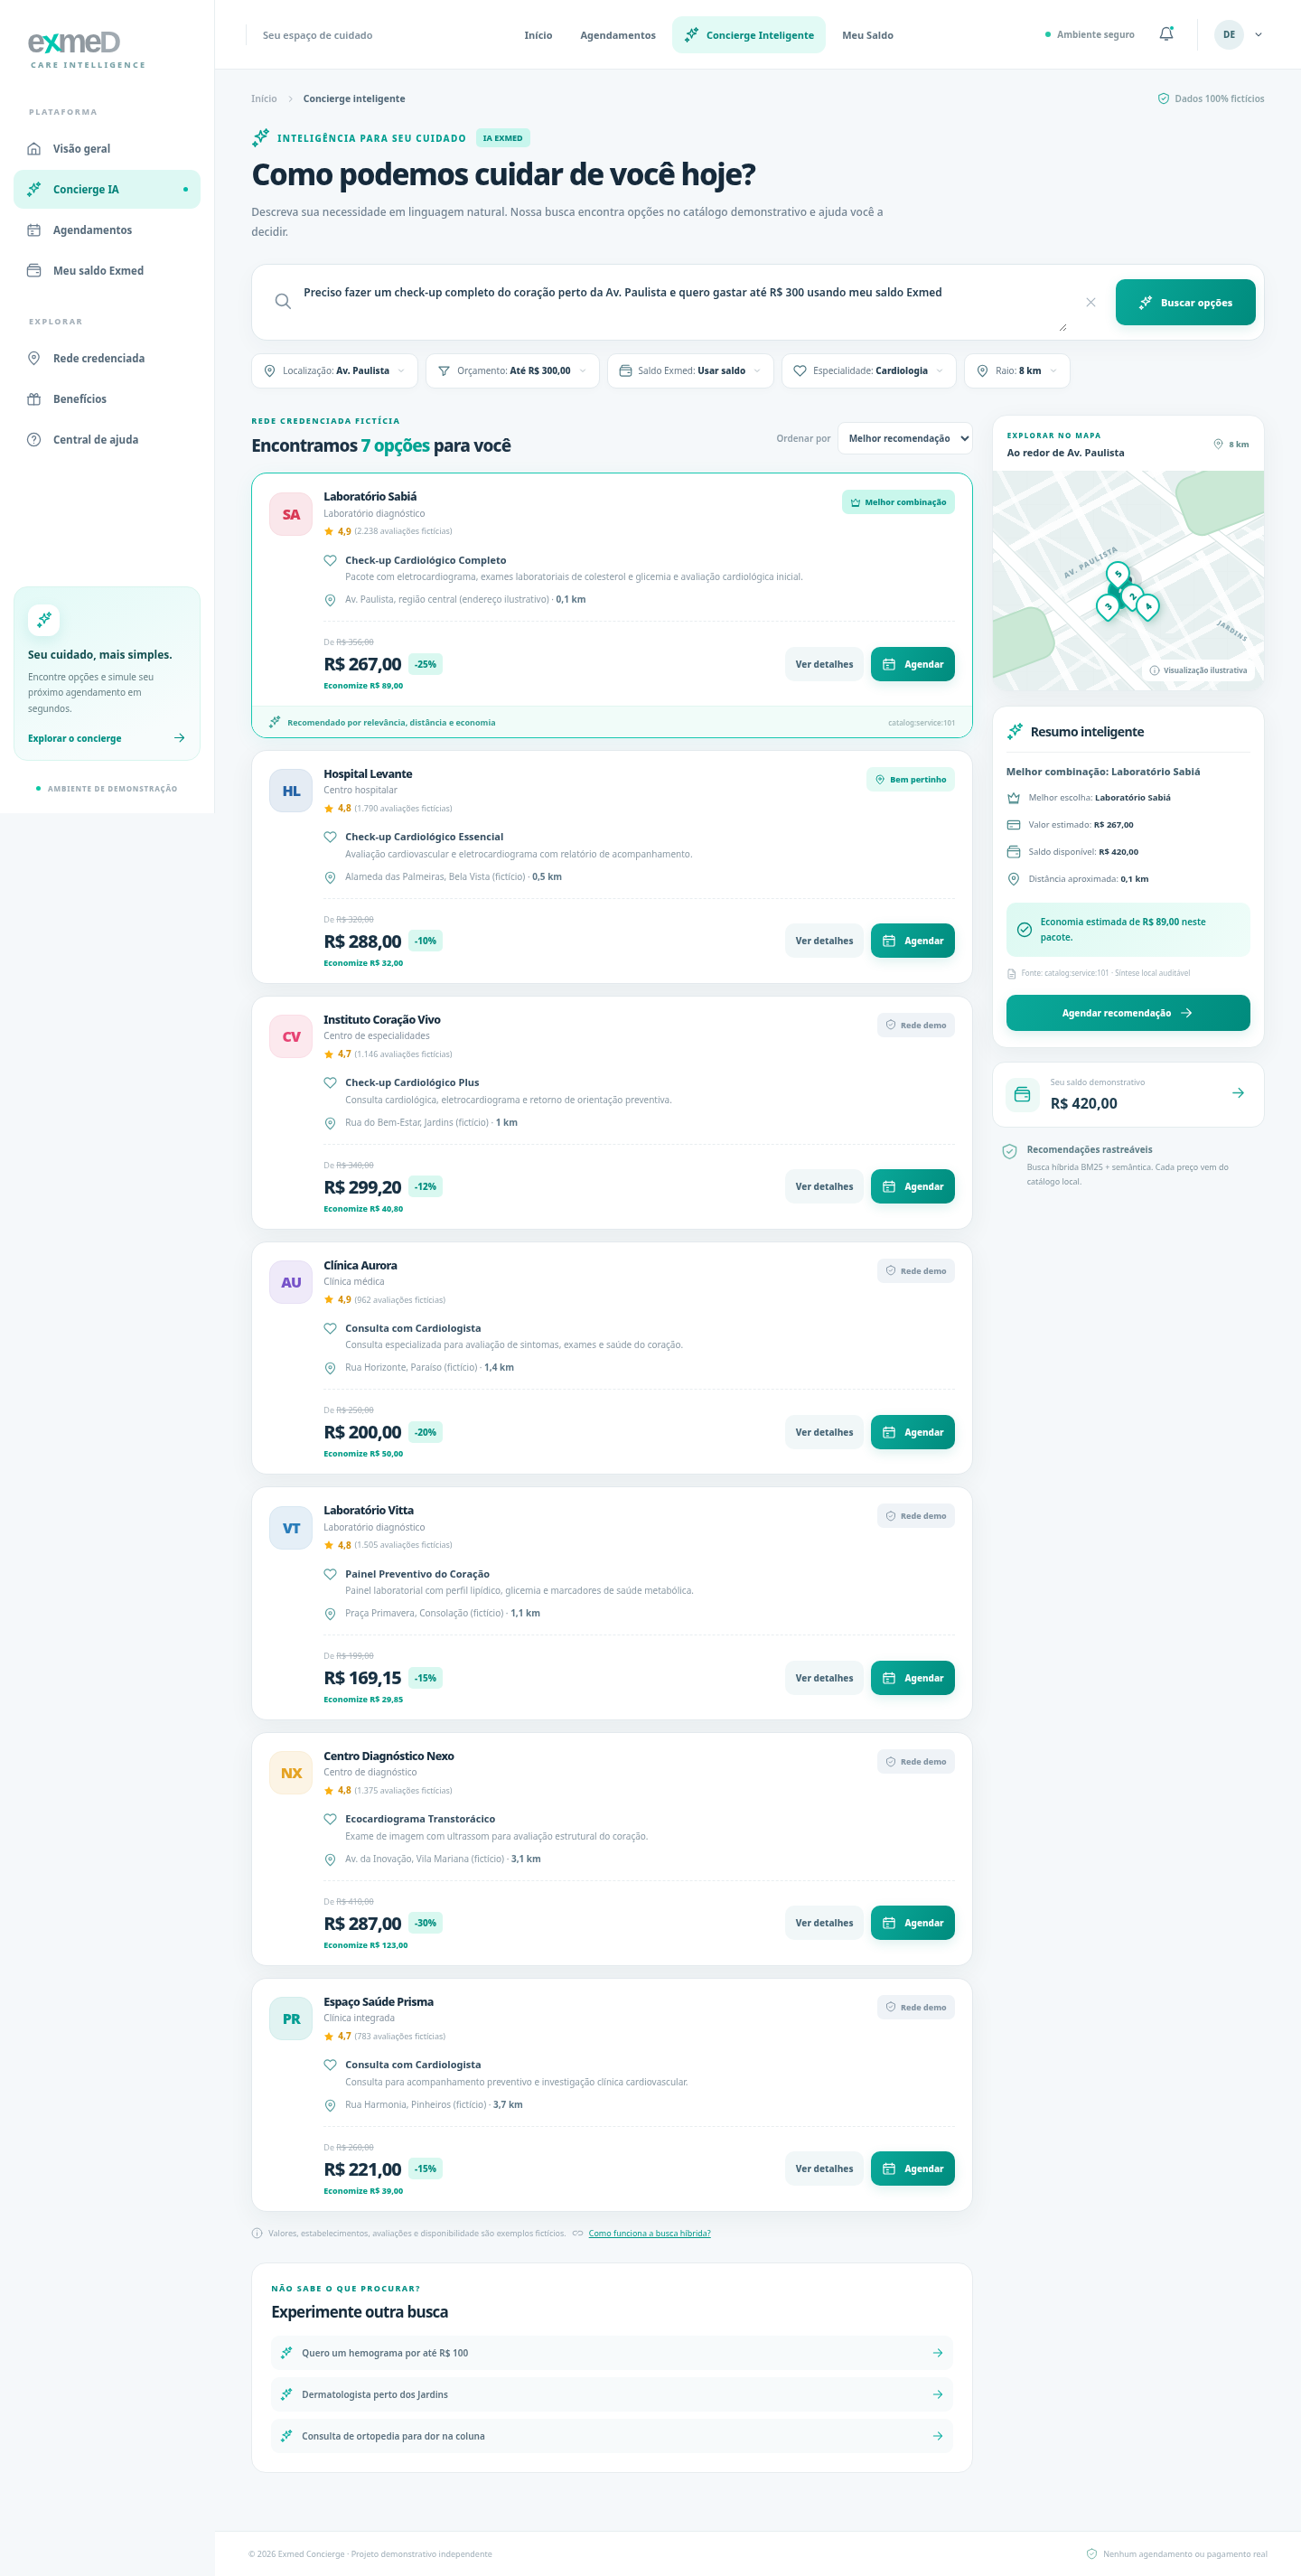 exmeD
CARE INTELLIGENCE
PLATAFORMA
Visão geral
Concierge IA
Agendamentos
Meu saldo Exmed
EXPLORAR
Rede credenciada
Benefícios
Central de ajuda
Seu cuidado, mais simples.
Encontre opções e simule seu
próximo agendamento em
segundos.
Explorar o concierge
AMBIENTE DE DEMONSTRAÇÃO
Seu espaço de cuidado
Início
Agendamentos
Concierge Inteligente
Meu Saldo
Ambiente seguro
DE
Início
Concierge inteligente
Dados 100% fictícios
INTELIGÊNCIA PARA SEU CUIDADO
IA EXMED
Como podemos cuidar de você hoje?
Descreva sua necessidade em linguagem natural. Nossa busca encontra opções no catálogo demonstrativo e ajuda você a
decidir.
Preciso fazer um check-up completo do coração perto da Av. Paulista e quero gastar até R$ 300 usando meu saldo Exmed
Buscar opções
Localização: Av. Paulista
Orçamento: Até R$ 300,00
Saldo Exmed: Usar saldo
Especialidade: Cardiologia
Raio: 8 km
REDE CREDENCIADA FICTÍCIA
Encontramos 7 opções para você
Ordenar por
Melhor recomendação
SA
Laboratório Sabiá
Laboratório diagnóstico
4,9 (2.238 avaliações fictícias)
Melhor combinação
Check-up Cardiológico Completo
Pacote com eletrocardiograma, exames laboratoriais de colesterol e glicemia e avaliação cardiológica inicial.
Av. Paulista, região central (endereço ilustrativo) · 0,1 km
De R$ 356,00
R$ 267,00
-25%
Economize R$ 89,00
Ver detalhes
Agendar
Recomendado por relevância, distância e economia
catalog:service:101
HL
Hospital Levante
Centro hospitalar
4,8 (1.790 avaliações fictícias)
Bem pertinho
Check-up Cardiológico Essencial
Avaliação cardiovascular e eletrocardiograma com relatório de acompanhamento.
Alameda das Palmeiras, Bela Vista (fictício) · 0,5 km
De R$ 320,00
R$ 288,00
-10%
Economize R$ 32,00
Ver detalhes
Agendar
CV
Instituto Coração Vivo
Centro de especialidades
4,7 (1.146 avaliações fictícias)
Rede demo
Check-up Cardiológico Plus
Consulta cardiológica, eletrocardiograma e retorno de orientação preventiva.
Rua do Bem-Estar, Jardins (fictício) · 1 km
De R$ 340,00
R$ 299,20
-12%
Economize R$ 40,80
Ver detalhes
Agendar
AU
Clínica Aurora
Clínica médica
4,9 (962 avaliações fictícias)
Rede demo
Consulta com Cardiologista
Consulta especializada para avaliação de sintomas, exames e saúde do coração.
Rua Horizonte, Paraíso (fictício) · 1,4 km
De R$ 250,00
R$ 200,00
-20%
Economize R$ 50,00
Ver detalhes
Agendar
VT
Laboratório Vitta
Laboratório diagnóstico
4,8 (1.505 avaliações fictícias)
Rede demo
Painel Preventivo do Coração
Painel laboratorial com perfil lipídico, glicemia e marcadores de saúde metabólica.
Praça Primavera, Consolação (fictício) · 1,1 km
De R$ 199,00
R$ 169,15
-15%
Economize R$ 29,85
Ver detalhes
Agendar
NX
Centro Diagnóstico Nexo
Centro de diagnóstico
4,8 (1.375 avaliações fictícias)
Rede demo
Ecocardiograma Transtorácico
Exame de imagem com ultrassom para avaliação estrutural do coração.
Av. da Inovação, Vila Mariana (fictício) · 3,1 km
De R$ 410,00
R$ 287,00
-30%
Economize R$ 123,00
Ver detalhes
Agendar
PR
Espaço Saúde Prisma
Clínica integrada
4,7 (783 avaliações fictícias)
Rede demo
Consulta com Cardiologista
Consulta para acompanhamento preventivo e investigação clínica cardiovascular.
Rua Harmonia, Pinheiros (fictício) · 3,7 km
De R$ 260,00
R$ 221,00
-15%
Economize R$ 39,00
Ver detalhes
Agendar
Valores, estabelecimentos, avaliações e disponibilidade são exemplos fictícios.
Como funciona a busca híbrida?
NÃO SABE O QUE PROCURAR?
Experimente outra busca
Quero um hemograma por até R$ 100
Dermatologista perto dos Jardins
Consulta de ortopedia para dor na coluna
EXPLORAR NO MAPA
Ao redor de Av. Paulista
8 km
AV. PAULISTA
5
2
3
4
JARDINS
Visualização ilustrativa
Resumo inteligente
Melhor combinação: Laboratório Sabiá
Melhor escolha: Laboratório Sabiá
Valor estimado: R$ 267,00
Saldo disponível: R$ 420,00
Distância aproximada: 0,1 km
Economia estimada de R$ 89,00 neste
pacote.
Fonte: catalog:service:101 · Síntese local auditável
Agendar recomendação
Seu saldo demonstrativo
R$ 420,00
Recomendações rastreáveis
Busca híbrida BM25 + semântica. Cada preço vem do
catálogo local.
© 2026 Exmed Concierge · Projeto demonstrativo independente
Nenhum agendamento ou pagamento real